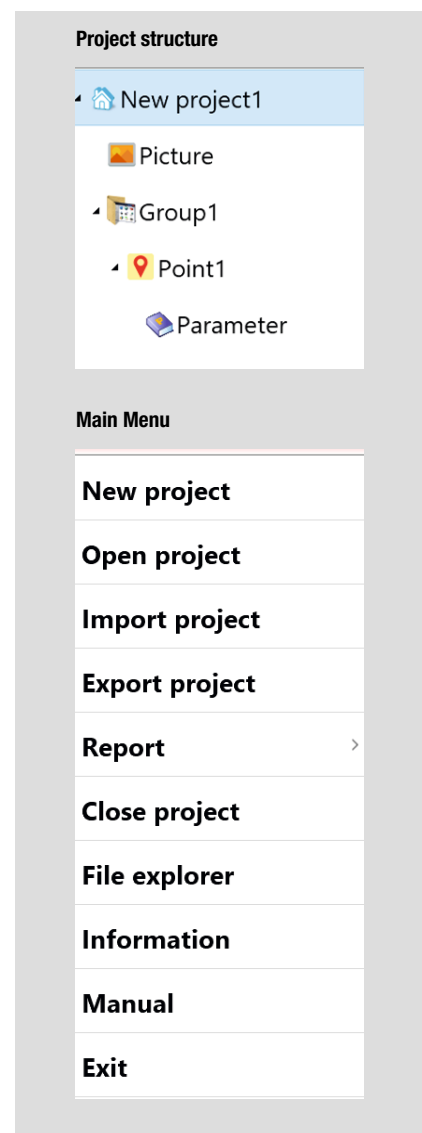 Project structure
New project1
Picture
Group1
Point1
Parameter
Main Menu
New project
Open project
Import project
Export project
Report
Close project
File explorer
Information
Manual
Exit